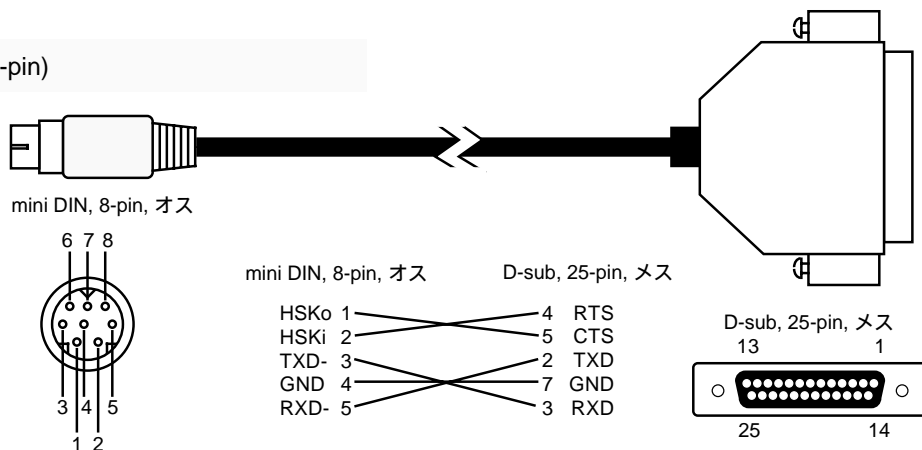 -pin)
mini DIN, 8-pin, オス
6 7 8
3 4 5
1 2
mini DIN, 8-pin, オス D-sub, 25-pin, メス
HSKo 1 4 RTS
HSKi 2 5 CTS
TXD- 3 2 TXD
GND 4 7 GND
RXD- 5 3 RXD
D-sub, 25-pin, メス
13 1
25 14